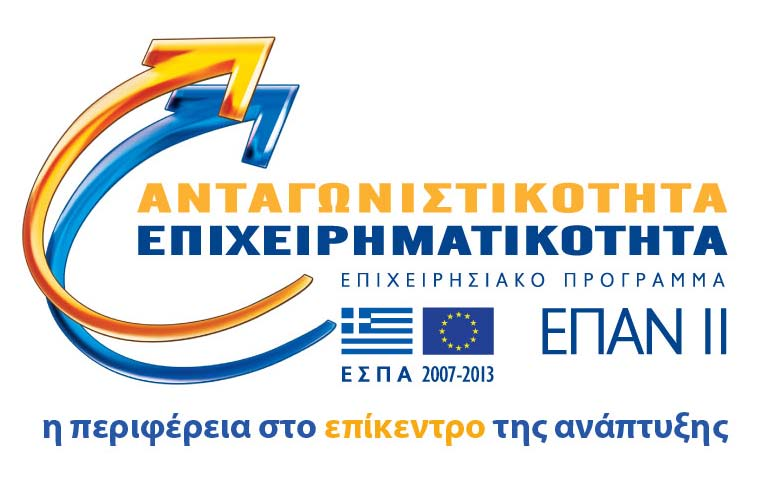 ΑΝΤΑΓΩΝΙΣΤΙΚΟΤΗΤΑ
ΕΠΙΧΕΙΡΗΜΑΤΙΚΟΤΗΤΑ
ΕΠΙΧΕΙΡΗΣΙΑΚΟ ΠΡΟΓΡΑΜΜΑ
ΕΠΑΝ ΙΙ
ΕΣΠΑ 2007-2013
η περιφέρεια στο επίκεντρο της ανάπτυξης